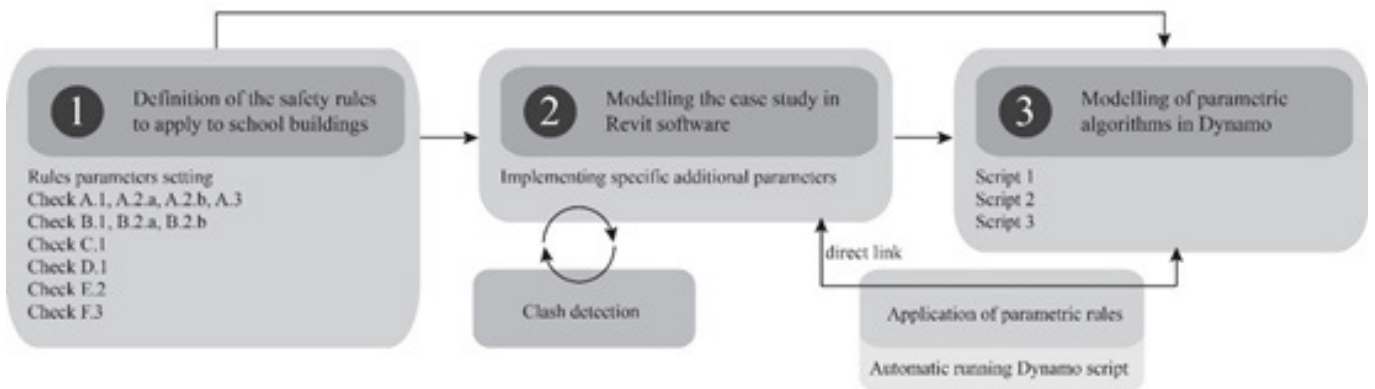 1
Definition of the safety rules
to apply to school buildings
Rules parameters setting
Check A.1, A.2.a, A.2.b, A.3
Check B.1, B.2.a, B.2.b
Check C.1
Check D.1
Check E.2
Check F.3
2
Modelling the case study in
Revit software
Implementing specific additional parameters
Clash detection
3
Modelling of parametric
algorithms in Dynamo
Script 1
Script 2
Script 3
direct link
Application of parametric rules
Automatic running Dynamo script